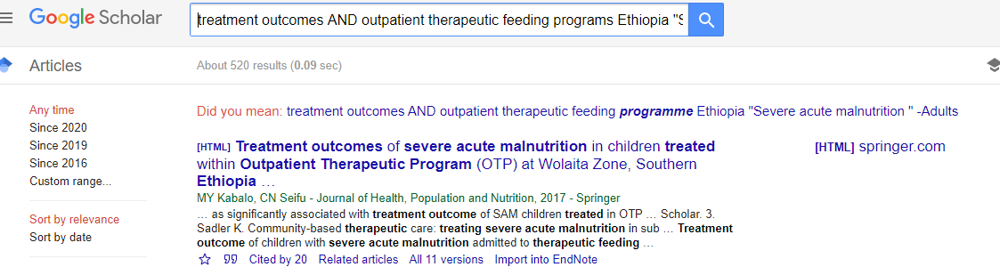 Google Scholar
treatment outcomes AND outpatient therapeutic feeding programs Ethiopia "S
Articles
About 520 results (0.09 sec)
Any time
Since 2020
Since 2019
Since 2016
Custom range...
Sort by relevance
Sort by date
Did you mean: treatment outcomes AND outpatient therapeutic feeding programme Ethiopia "Severe acute malnutrition " -Adults
[HTML] Treatment outcomes of severe acute malnutrition in children treated
within Outpatient Therapeutic Program (OTP) at Wolaita Zone, Southern
Ethiopia …
MY Kabalo, CN Seifu - Journal of Health, Population and Nutrition, 2017 - Springer
… as significantly associated with treatment outcome of SAM children treated in OTP … Scholar. 3.
Sadler K. Community-based therapeutic care: treating severe acute malnutrition in sub … Treatment
outcome of children with severe acute malnutrition admitted to therapeutic feeding …
Cited by 20 Related articles All 11 versions Import into EndNote
[HTML] springer.com